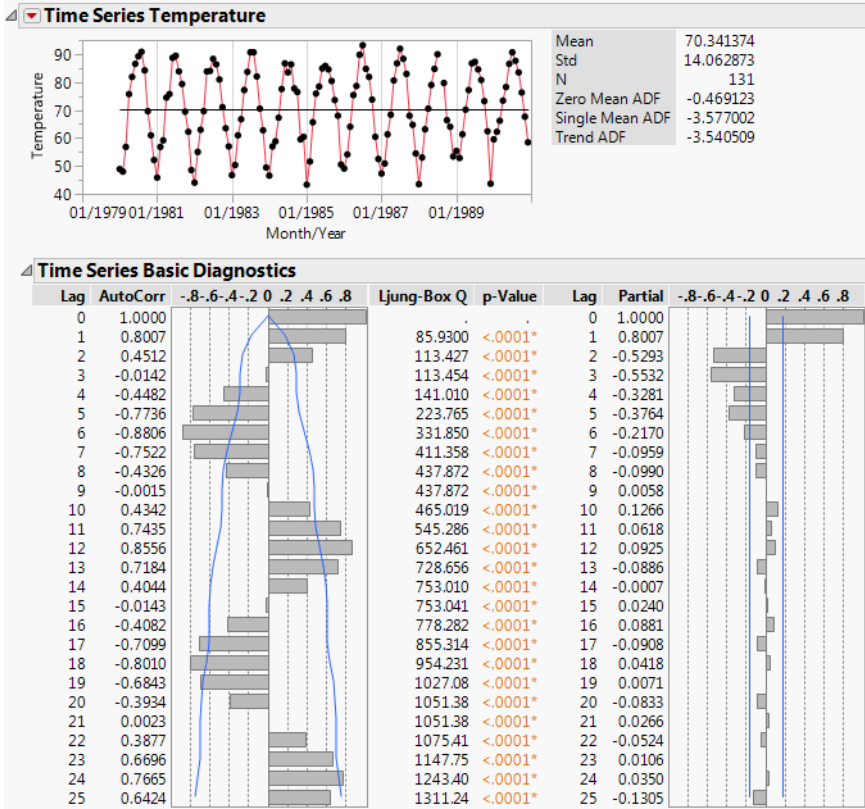 Time Series Temperature
90
80
70
60
50
40
Temperature
01/1979 01/1981 01/1983 01/1985 01/1987 01/1989
Month/Year
Mean 70.341374
Std 14.062873
N 131
Zero Mean ADF -0.469123
Single Mean ADF -3.577002
Trend ADF -3.540509
Time Series Basic Diagnostics
Lag AutoCorr -.8-.6-.4-.2 0 .2 .4 .6 .8 Ljung-Box Q p-Value Lag Partial -.8-.6-.4-.2 0 .2 .4 .6 .8
0 1.0000 . . 0 1.0000
1 0.8007 85.9300 <.0001* 1 0.8007
2 0.4512 113.427 <.0001* 2 -0.5293
3 -0.0142 113.454 <.0001* 3 -0.5532
4 -0.4482 141.010 <.0001* 4 -0.3281
5 -0.7736 223.765 <.0001* 5 -0.3764
6 -0.8806 331.850 <.0001* 6 -0.2170
7 -0.7522 411.358 <.0001* 7 -0.0959
8 -0.4326 437.872 <.0001* 8 -0.0990
9 -0.0015 437.872 <.0001* 9 0.0058
10 0.4342 465.019 <.0001* 10 0.1266
11 0.7435 545.286 <.0001* 11 0.0618
12 0.8556 652.461 <.0001* 12 0.0925
13 0.7184 728.656 <.0001* 13 -0.0886
14 0.4044 753.010 <.0001* 14 -0.0007
15 -0.0143 753.041 <.0001* 15 0.0240
16 -0.4082 778.282 <.0001* 16 0.0881
17 -0.7099 855.314 <.0001* 17 -0.0908
18 -0.8010 954.231 <.0001* 18 0.0418
19 -0.6843 1027.08 <.0001* 19 0.0071
20 -0.3934 1051.38 <.0001* 20 -0.0833
21 0.0023 1051.38 <.0001* 21 0.0266
22 0.3877 1075.41 <.0001* 22 -0.0524
23 0.6696 1147.75 <.0001* 23 0.0106
24 0.7665 1243.40 <.0001* 24 0.0350
25 0.6424 1311.24 <.0001* 25 -0.1305